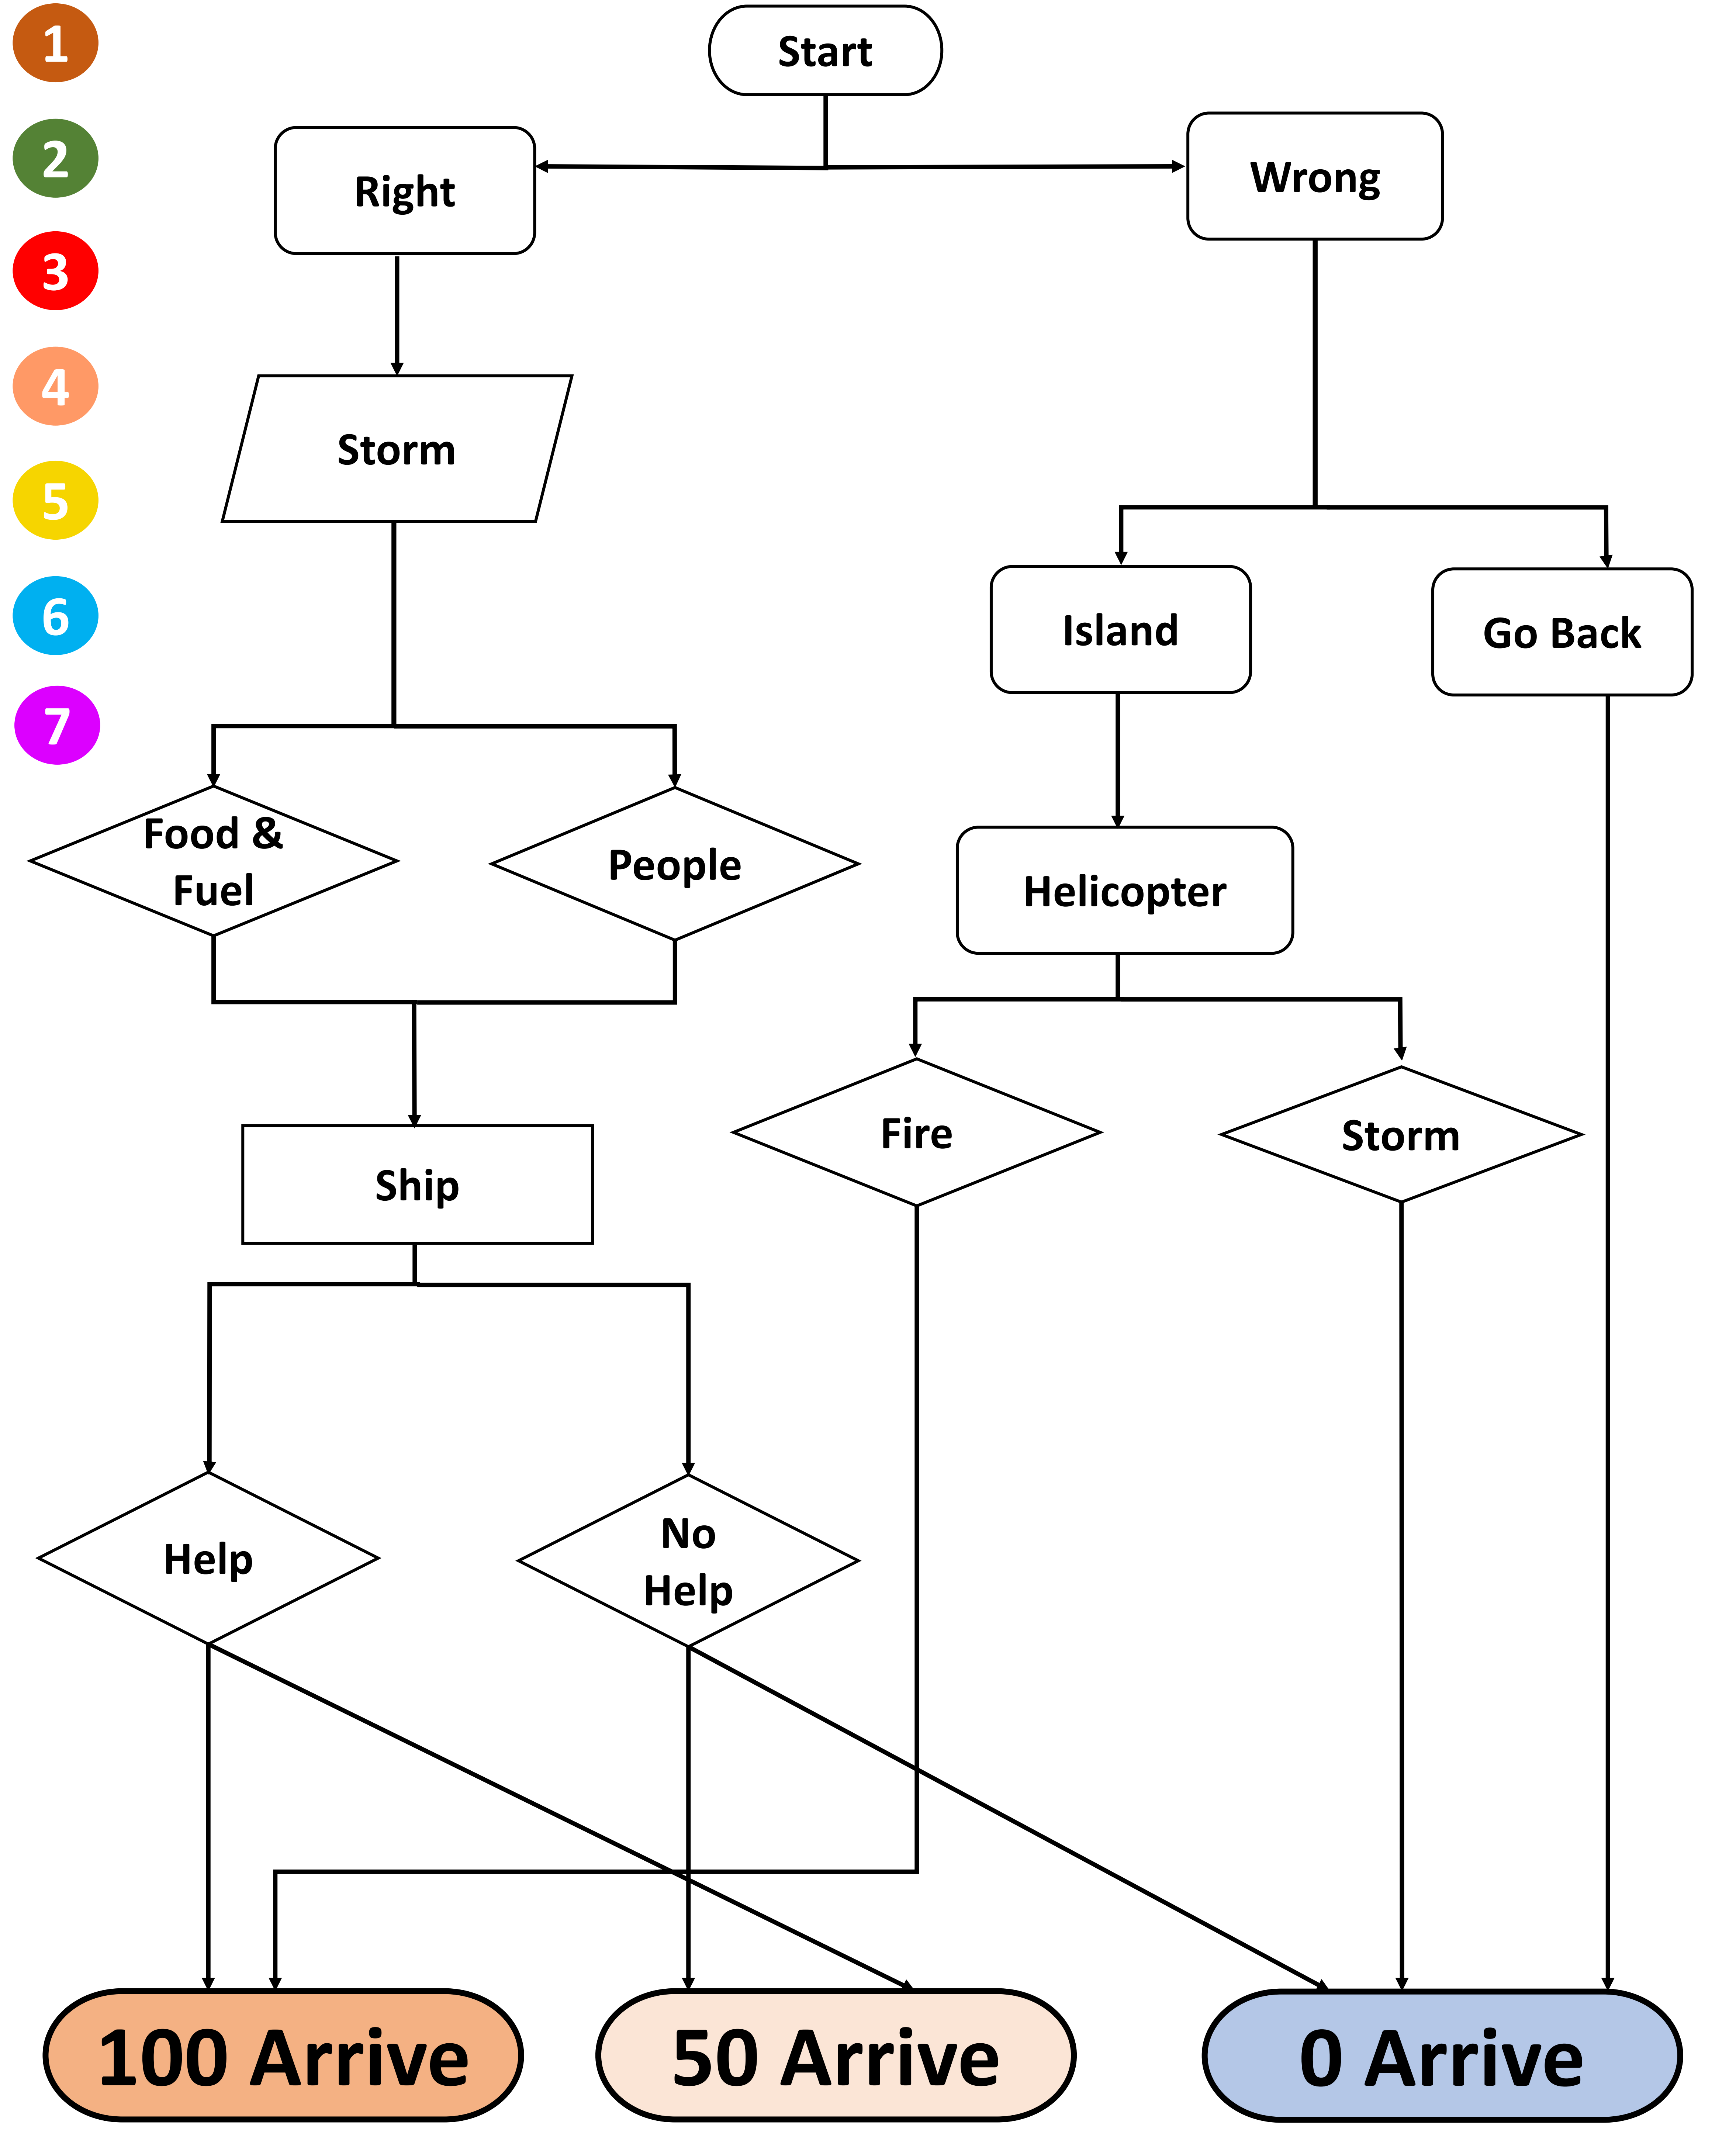 1
Start
2
Right
Wrong
3
4
Storm
5
6
Island
Go Back
7
Food &
Fuel
People
Helicopter
Fire
Storm
Ship
Help
No
Help
100 Arrive
50 Arrive
0 Arrive